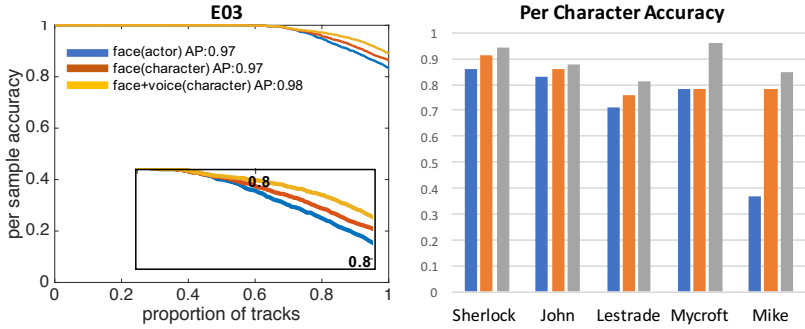 E03
per sample accuracy
1
0.8
0.6
0.4
0.2
0
face(actor) AP:0.97
face(character) AP:0.97
face+voice(character) AP:0.98
0.8
0.8
0 0.2 0.4 0.6 0.8 1
proportion of tracks
Per Character Accuracy
1
0.9
0.8
0.7
0.6
0.5
0.4
0.3
0.2
0.1
0
Sherlock John Lestrade Mycroft Mike